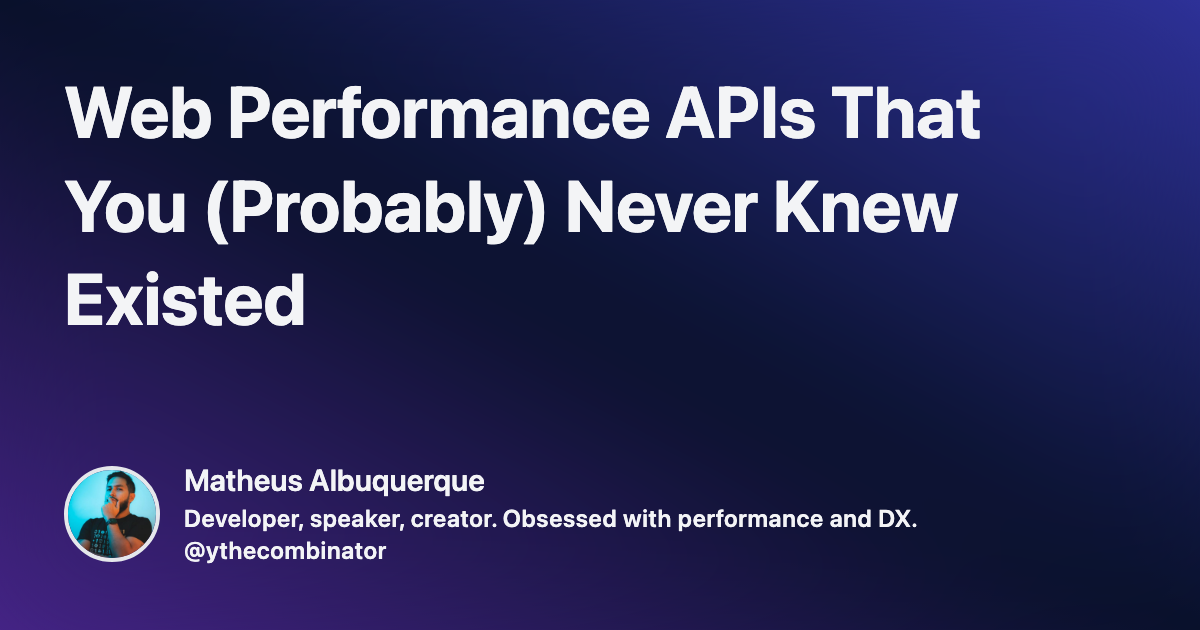 Web Performance APIs That
You (Probably) Never Knew
Existed
Matheus Albuquerque
Developer, speaker, creator. Obsessed with performance and DX.
@ythecombinator